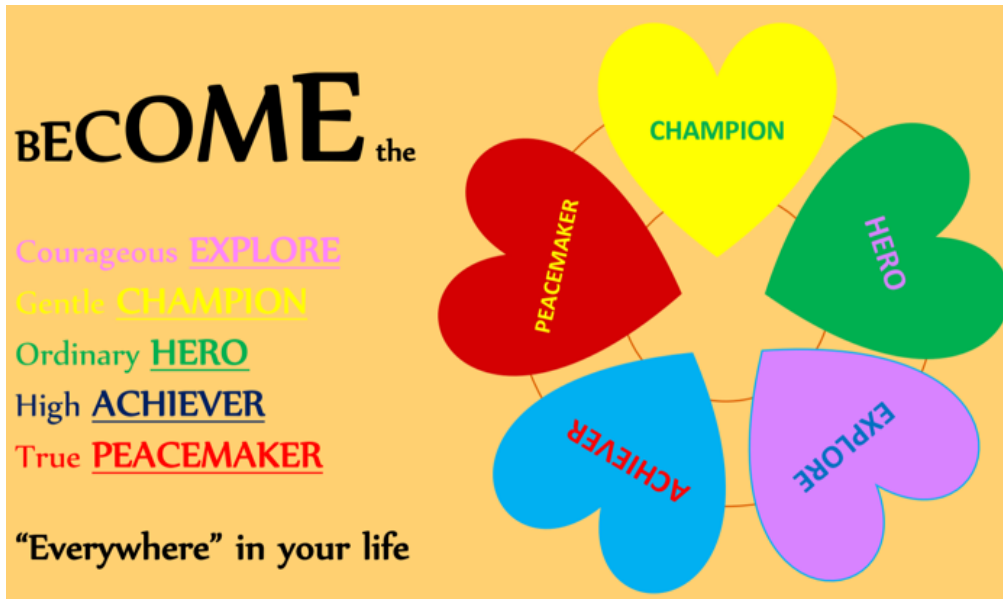 BECOME the
Courageous EXPLORE
Gentle CHAMPION
Ordinary HERO
High ACHIEVER
True PEACEMAKER
“Everywhere” in your life
CHAMPION
HERO
EXPLORE
ACHIEVER
PEACEMAKER